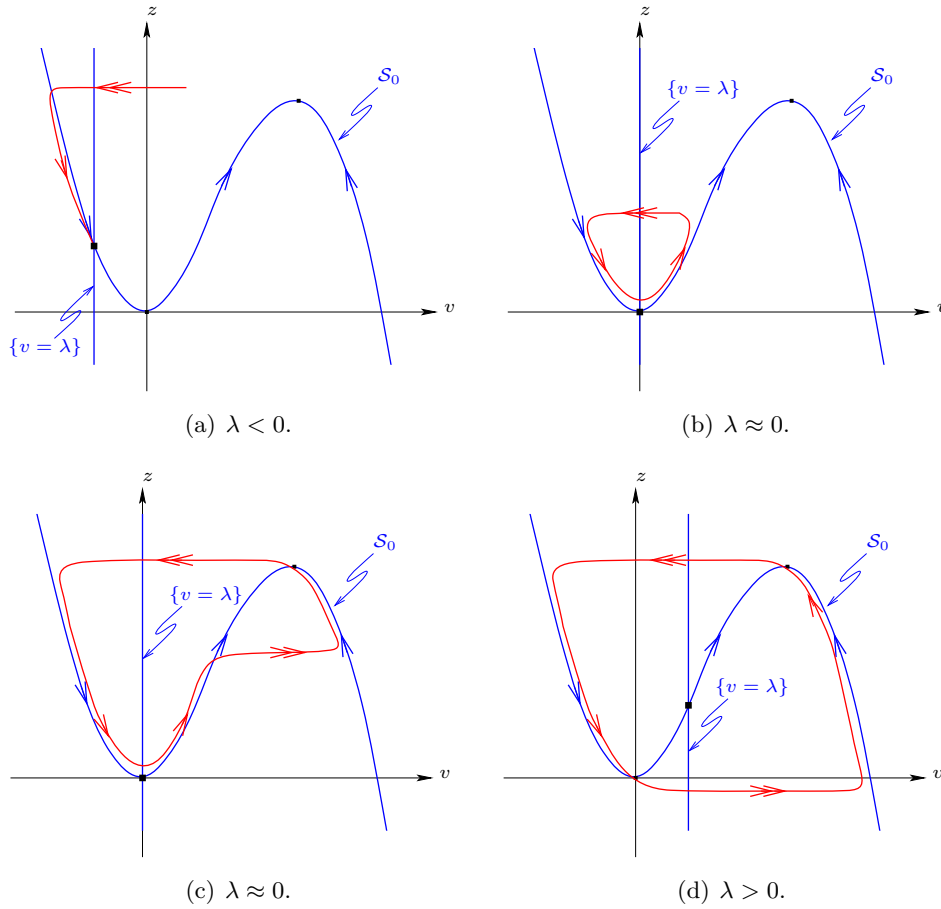 z
z
S₀
{v = λ}
S₀
v
v
{v = λ}
(a) λ < 0.
(b) λ ≈ 0.
z
z
S₀
S₀
{v = λ}
{v = λ}
v
v
(c) λ ≈ 0.
(d) λ > 0.